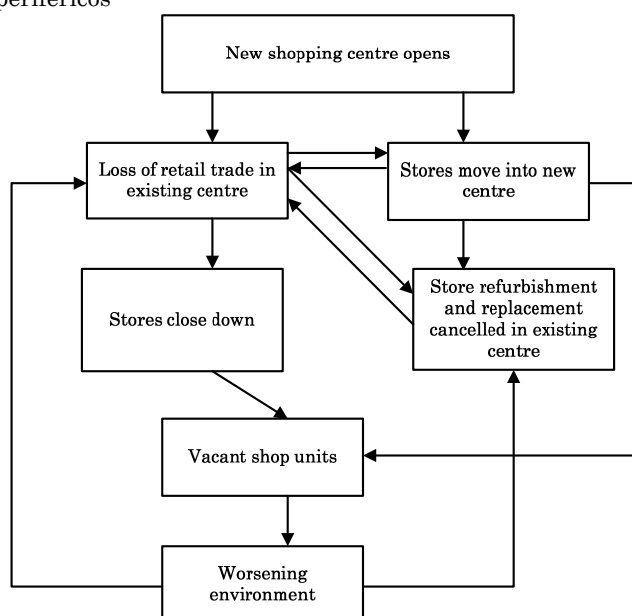 periféricos
New shopping centre opens
Loss of retail trade in
existing centre
Stores move into new
centre
Stores close down
Store refurbishment
and replacement
cancelled in existing
centre
Vacant shop units
Worsening
environment